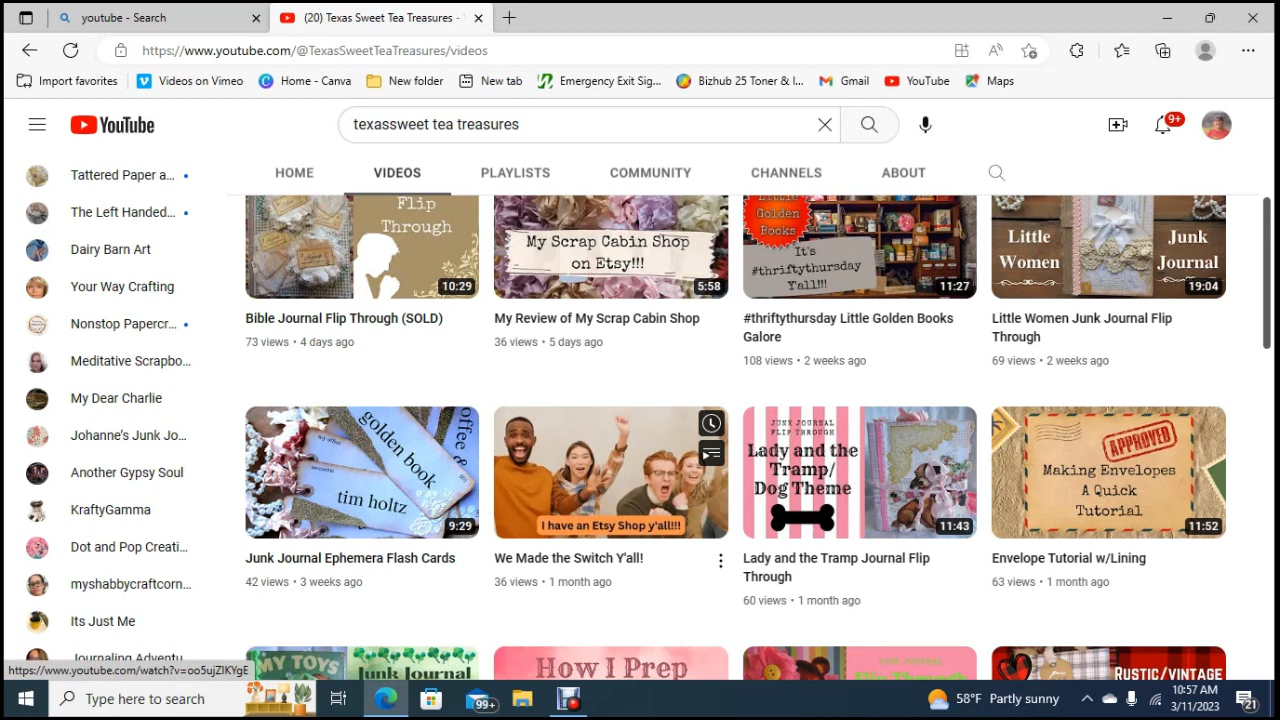 youtube - Search
(20) Texas Sweet Tea Treasures -
https://www.youtube.com/@TexasSweetTeaTreasures/videos
Import favorites
Videos on Vimeo
Home - Canva
New folder
New tab
Emergency Exit Sig...
Bizhub 25 Toner & I...
Gmail
YouTube
Maps
YouTube
texassweet tea treasures
9+
HOME
VIDEOS
PLAYLISTS
COMMUNITY
CHANNELS
ABOUT
Tattered Paper a...
The Left Handed...
Dairy Barn Art
Your Way Crafting
Nonstop Papercr...
Meditative Scrapbo...
My Dear Charlie
Johanne's Junk Jo...
Another Gypsy Soul
KraftyGamma
Dot and Pop Creati...
myshabbycraftcorn...
Its Just Me
Journaling Adventu
Flip
Through
10:29
Bible Journal Flip Through (SOLD)
73 views • 4 days ago
My Scrap Cabin Shop
on Etsy!!!
5:58
My Review of My Scrap Cabin Shop
36 views • 5 days ago
Little
Golden
Books
It's
#thriftythursday
Y'all!!!
11:27
#thriftythursday Little Golden Books
Galore
108 views • 2 weeks ago
Little
Women
Junk
Journal
19:04
Little Women Junk Journal Flip
Through
69 views • 2 weeks ago
golden book
coffee &
tim holtz
9:29
Junk Journal Ephemera Flash Cards
42 views • 3 weeks ago
I have an Etsy Shop y'all!!!
We Made the Switch Y'all!
36 views • 1 month ago
JUNK JOURNAL
FLIP THROUGH
Lady and the
Tramp/
Dog Theme
11:43
Lady and the Tramp Journal Flip
Through
60 views • 1 month ago
APPROVED
Making Envelopes
A Quick
Tutorial
11:52
Envelope Tutorial w/Lining
63 views • 1 month ago
MY TOYS
Junk Journal
How I Prep
Flip Through
RUSTIC/VINTAGE
https://www.youtube.com/watch?v=oo5ujZIKYgE
Type here to search
99+
58°F Partly sunny
10:57 AM
3/11/2023
21